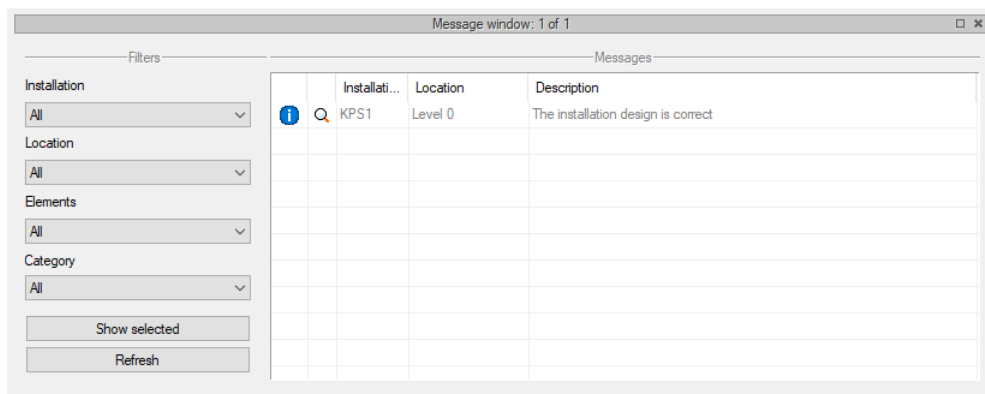 Message window: 1 of 1
Filters
Installation
All
Location
All
Elements
All
Category
All
Show selected
Refresh
Messages
Installati... Location Description
KPS1 Level 0 The installation design is correct